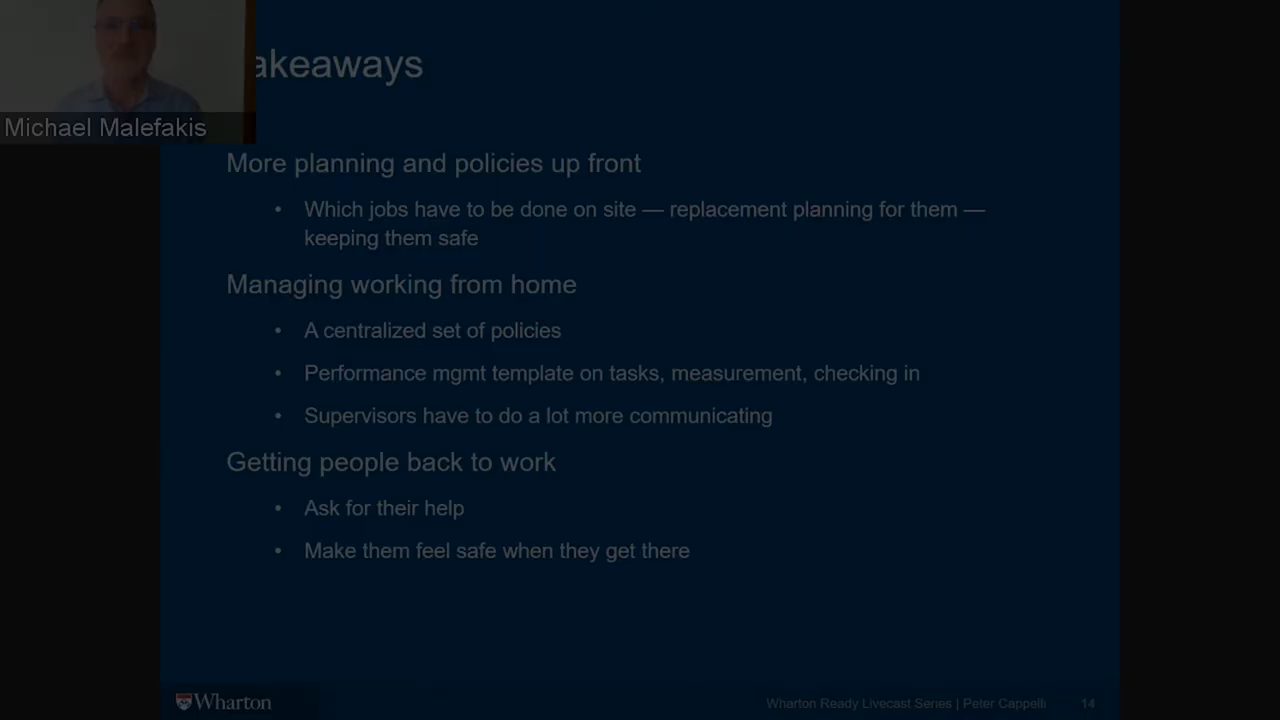 akeaways
Michael Malefakis
More planning and policies up front
• Which jobs have to be done on site — replacement planning for them —
keeping them safe
Managing working from home
• A centralized set of policies
• Performance mgmt template on tasks, measurement, checking in
• Supervisors have to do a lot more communicating
Getting people back to work
• Ask for their help
• Make them feel safe when they get there
Wharton
Wharton Ready Livecast Series | Peter Cappelli 14